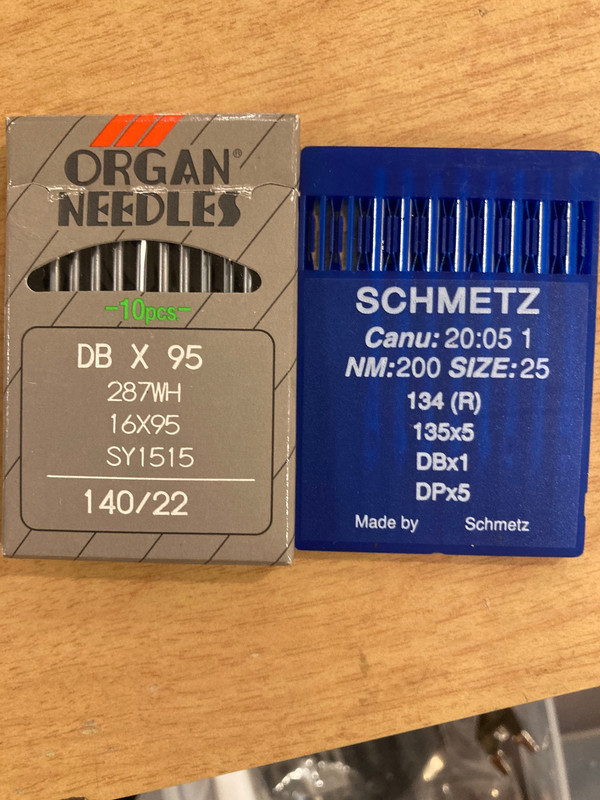 ORGAN®
NEEDLES
-10pcs-
DB X 95
287WH
16X95
SY1515
140/22
SCHMETZ
Canu: 20:05 1
NM:200 SIZE:25
134 (R)
135x5
DBx1
DPx5
Made by Schmetz